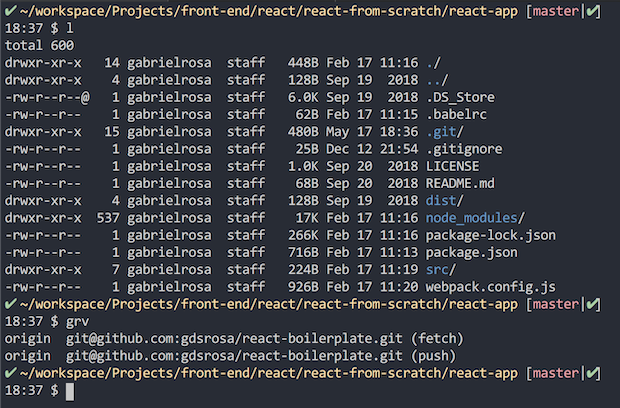 ✔ ~/workspace/Projects/front-end/react/react-from-scratch/react-app [master|✔]
18:37 $ l
total 600
drwxr-xr-x   14 gabrielrosa  staff   448B Feb 17 11:16 ./
drwxr-xr-x    4 gabrielrosa  staff   128B Sep 19  2018 ../
-rw-r--r--@   1 gabrielrosa  staff   6.0K Sep 19  2018 .DS_Store
-rw-r--r--    1 gabrielrosa  staff    62B Feb 17 11:15 .babelrc
drwxr-xr-x   15 gabrielrosa  staff   480B May 17 18:36 .git/
-rw-r--r--    1 gabrielrosa  staff    25B Dec 12 21:54 .gitignore
-rw-r--r--    1 gabrielrosa  staff   1.0K Sep 20  2018 LICENSE
-rw-r--r--    1 gabrielrosa  staff    68B Sep 20  2018 README.md
drwxr-xr-x    4 gabrielrosa  staff   128B Sep 19  2018 dist/
drwxr-xr-x  537 gabrielrosa  staff    17K Feb 17 11:16 node_modules/
-rw-r--r--    1 gabrielrosa  staff   266K Feb 17 11:16 package-lock.json
-rw-r--r--    1 gabrielrosa  staff   716B Feb 17 11:13 package.json
drwxr-xr-x    7 gabrielrosa  staff   224B Feb 17 11:19 src/
-rw-r--r--    1 gabrielrosa  staff   926B Feb 17 11:20 webpack.config.js
✔ ~/workspace/Projects/front-end/react/react-from-scratch/react-app [master|✔]
18:37 $ grv
origin  git@github.com:gdsrosa/react-boilerplate.git (fetch)
origin  git@github.com:gdsrosa/react-boilerplate.git (push)
✔ ~/workspace/Projects/front-end/react/react-from-scratch/react-app [master|✔]
18:37 $